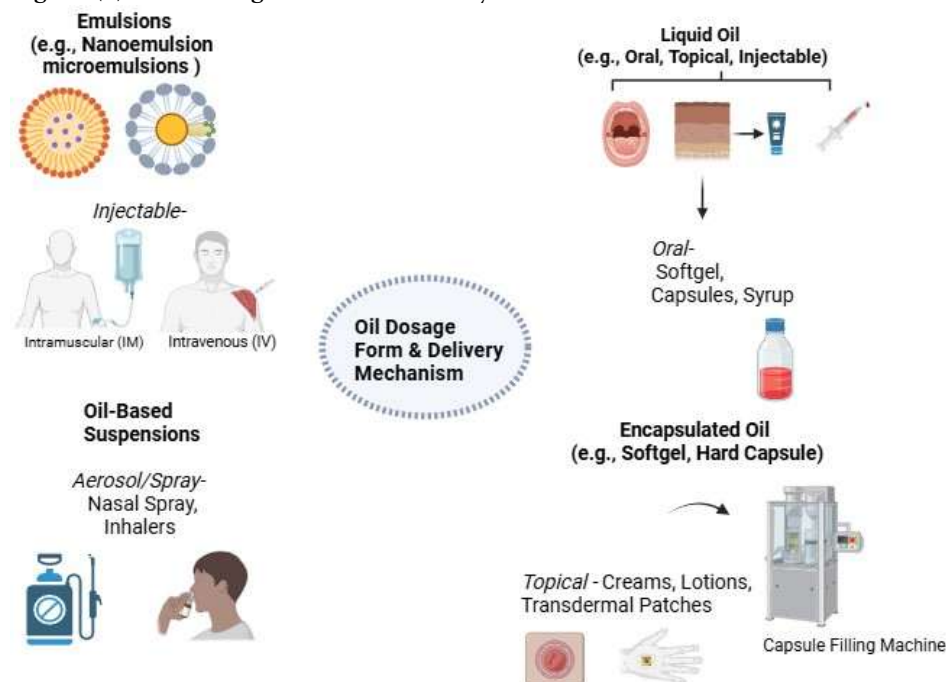 Emulsions
(e.g., Nanoemulsion
microemulsions )
Injectable-
Intramuscular (IM)
Intravenous (IV)
Oil-Based
Suspensions
Aerosol/Spray-
Nasal Spray,
Inhalers
Oil Dosage
Form & Delivery
Mechanism
Liquid Oil
(e.g., Oral, Topical, Injectable)
Oral-
Softgel,
Capsules, Syrup
Encapsulated Oil
(e.g., Softgel, Hard Capsule)
Topical - Creams, Lotions,
Transdermal Patches
Capsule Filling Machine